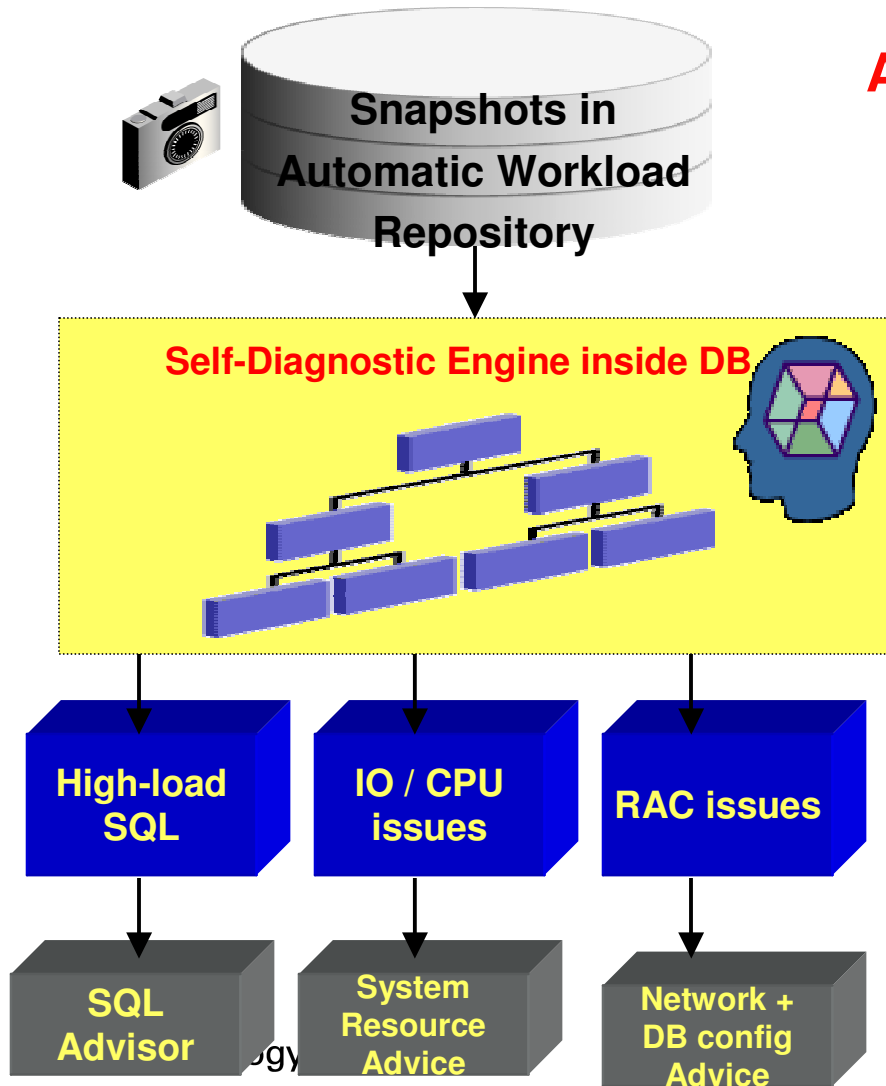 A
Snapshots in
Automatic Workload
Repository
Self-Diagnostic Engine inside DB
High-load
SQL
IO / CPU
issues
RAC issues
SQL
Advisor
System
Resource
Advice
Network +
DB config
Advice
ogy